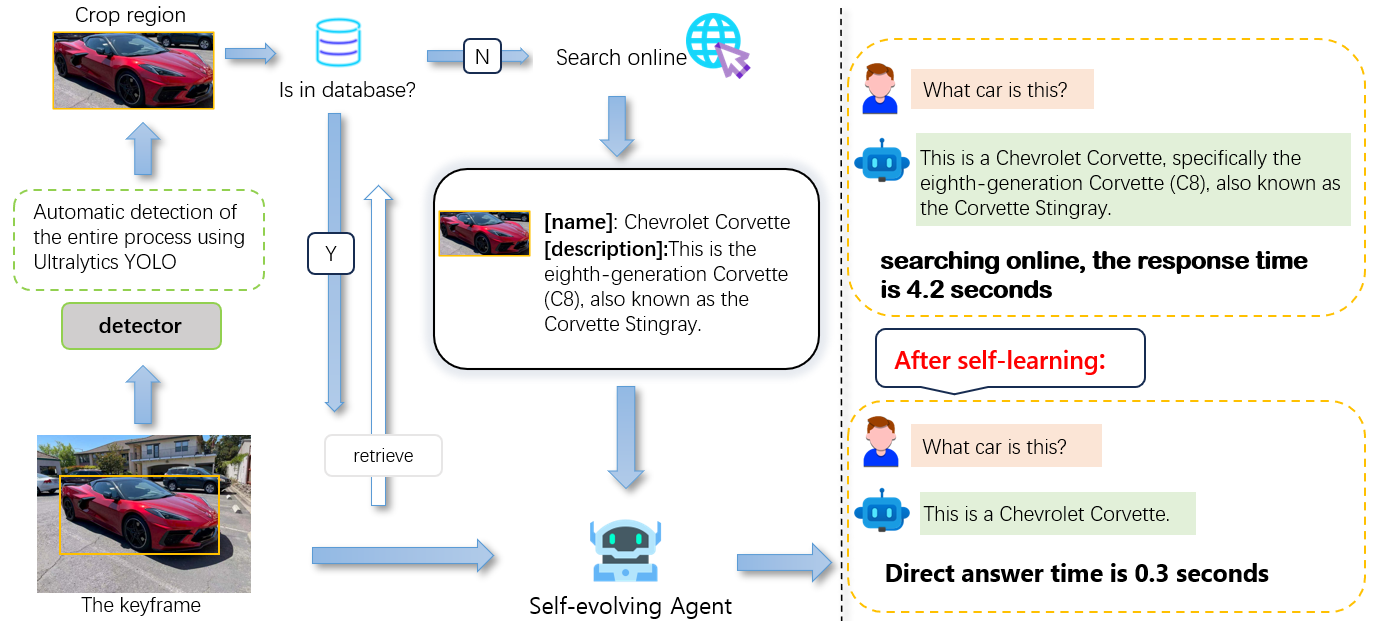 Crop region
Is in database?
N
Search online
Automatic detection of
the entire process using
Ultralytics YOLO
detector
Y
retrieve
The keyframe
[name]: Chevrolet Corvette
[description]:This is the
eighth-generation Corvette
(C8), also known as the
Corvette Stingray.
Self-evolving Agent
What car is this?
This is a Chevrolet Corvette, specifically the
eighth-generation Corvette (C8), also known as
the Corvette Stingray.
searching online, the response time
is 4.2 seconds
After self-learning:
What car is this?
This is a Chevrolet Corvette.
Direct answer time is 0.3 seconds